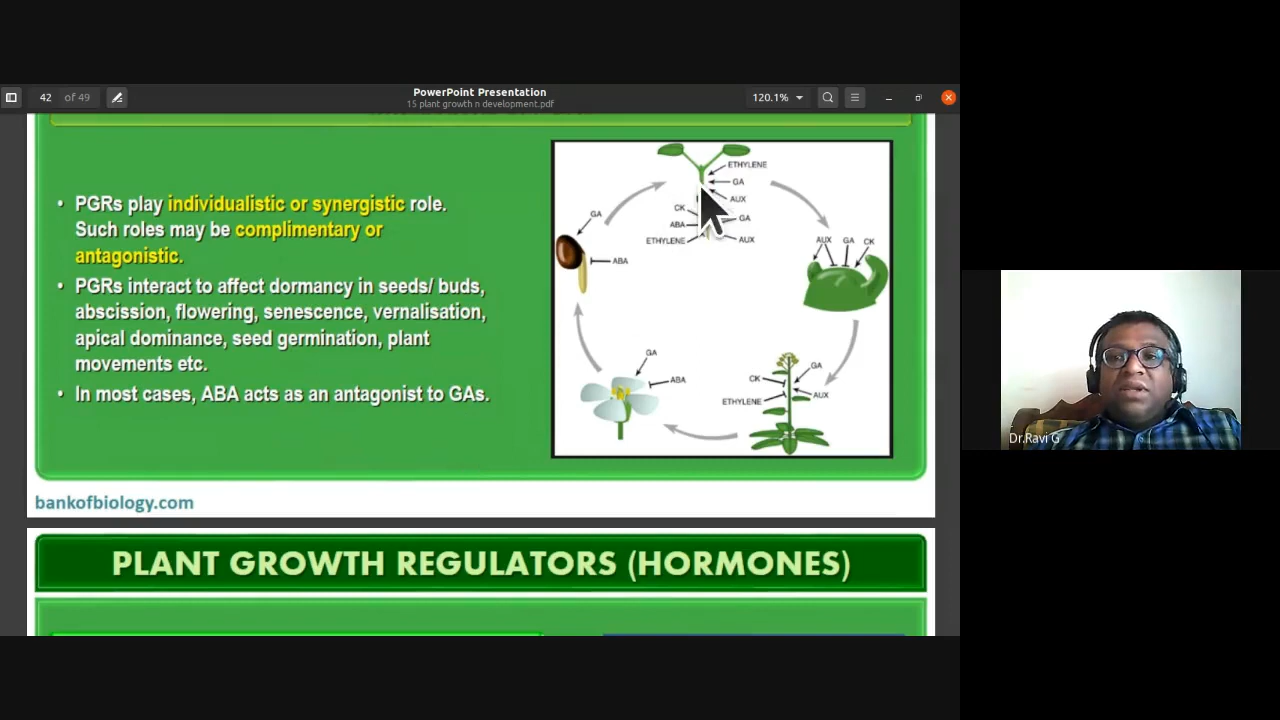 42 of 49
PowerPoint Presentation
15 plant growth n development.pdf
120.1%
• PGRs play individualistic or synergistic role.
Such roles may be complimentary or
antagonistic.
• PGRs interact to affect dormancy in seeds/ buds,
abscission, flowering, senescence, vernalisation,
apical dominance, seed germination, plant
movements etc.
• In most cases, ABA acts as an antagonist to GAs.
ETHYLENE
GA
AUX
CK
GA
ABA
ETHYLENE
AUX
GA
ABA
AUX GA CK
GA
ABA
CK
GA
ETHYLENE
AUX
bankofbiology.com
PLANT GROWTH REGULATORS (HORMONES)
Dr.Ravi G